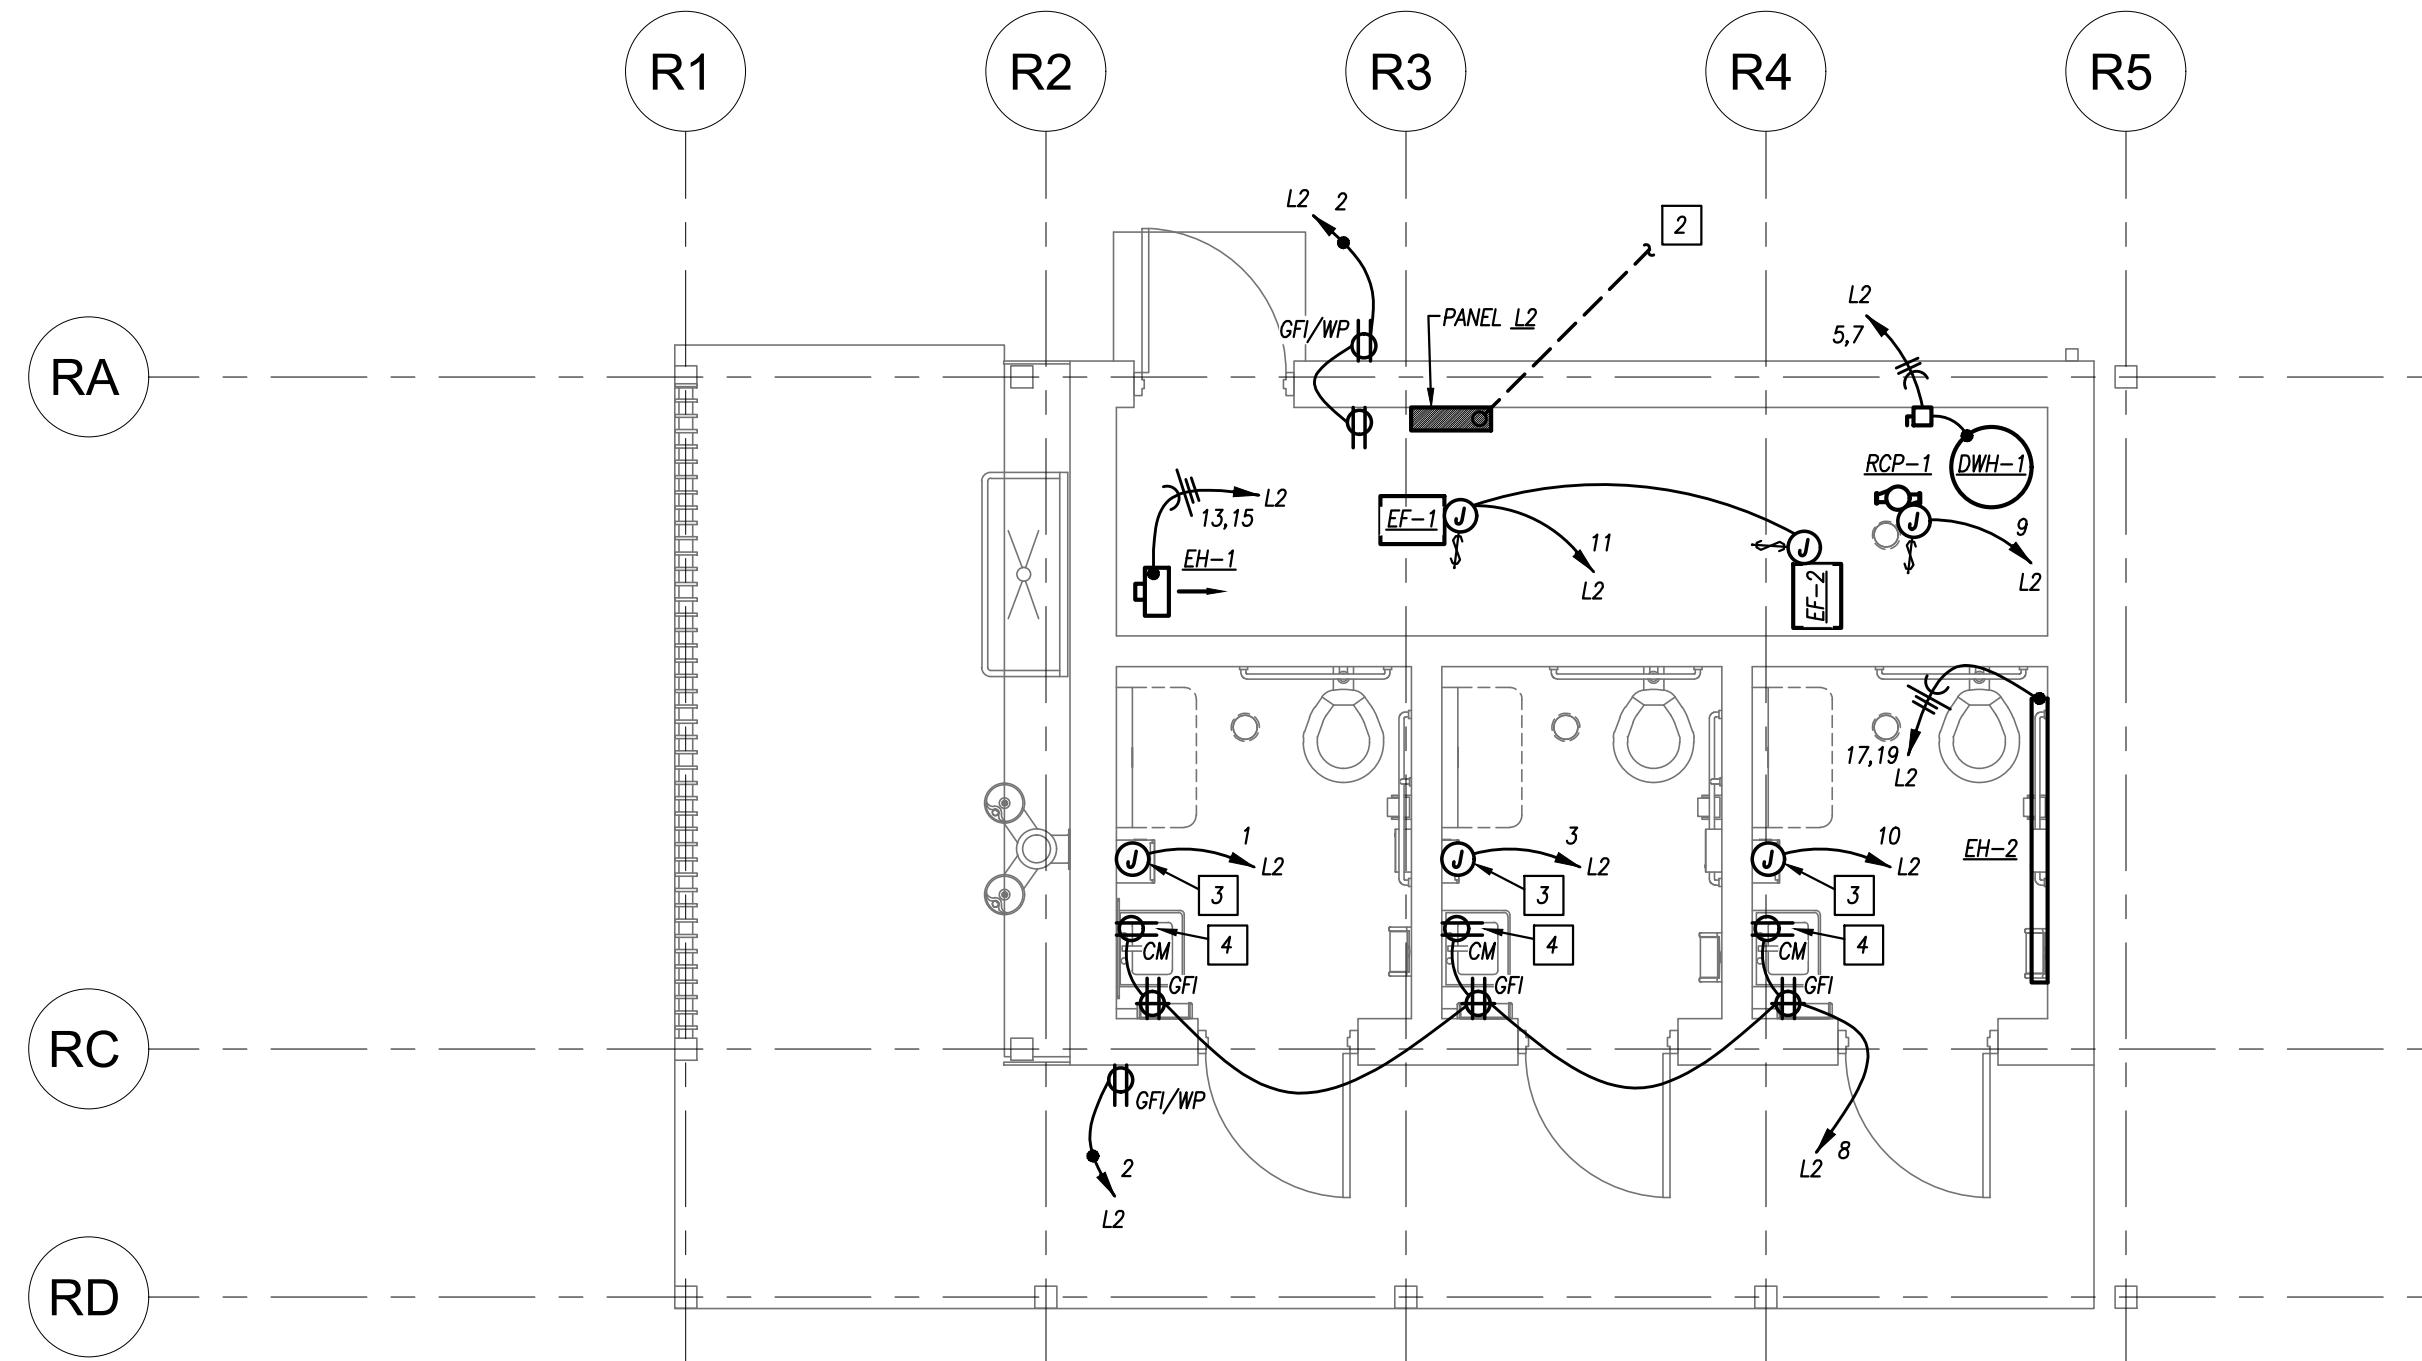 R1
R2
R3
R4
R5
L2 2
2
L2
5,7
GFI/WP
PANEL L2
RA
RCP-1
DWH-1
L2
13,15
EF-1
J
J
9
11
J
EH-1
L2
L2
EF-2
17,19
L2
1
3
10
EH-2
J
L2
J
L2
J
L2
3
3
3
4
4
4
CM
CM
CM
GFI
GFI
GFI
RC
GFI/WP
8
L2
2
L2
RD